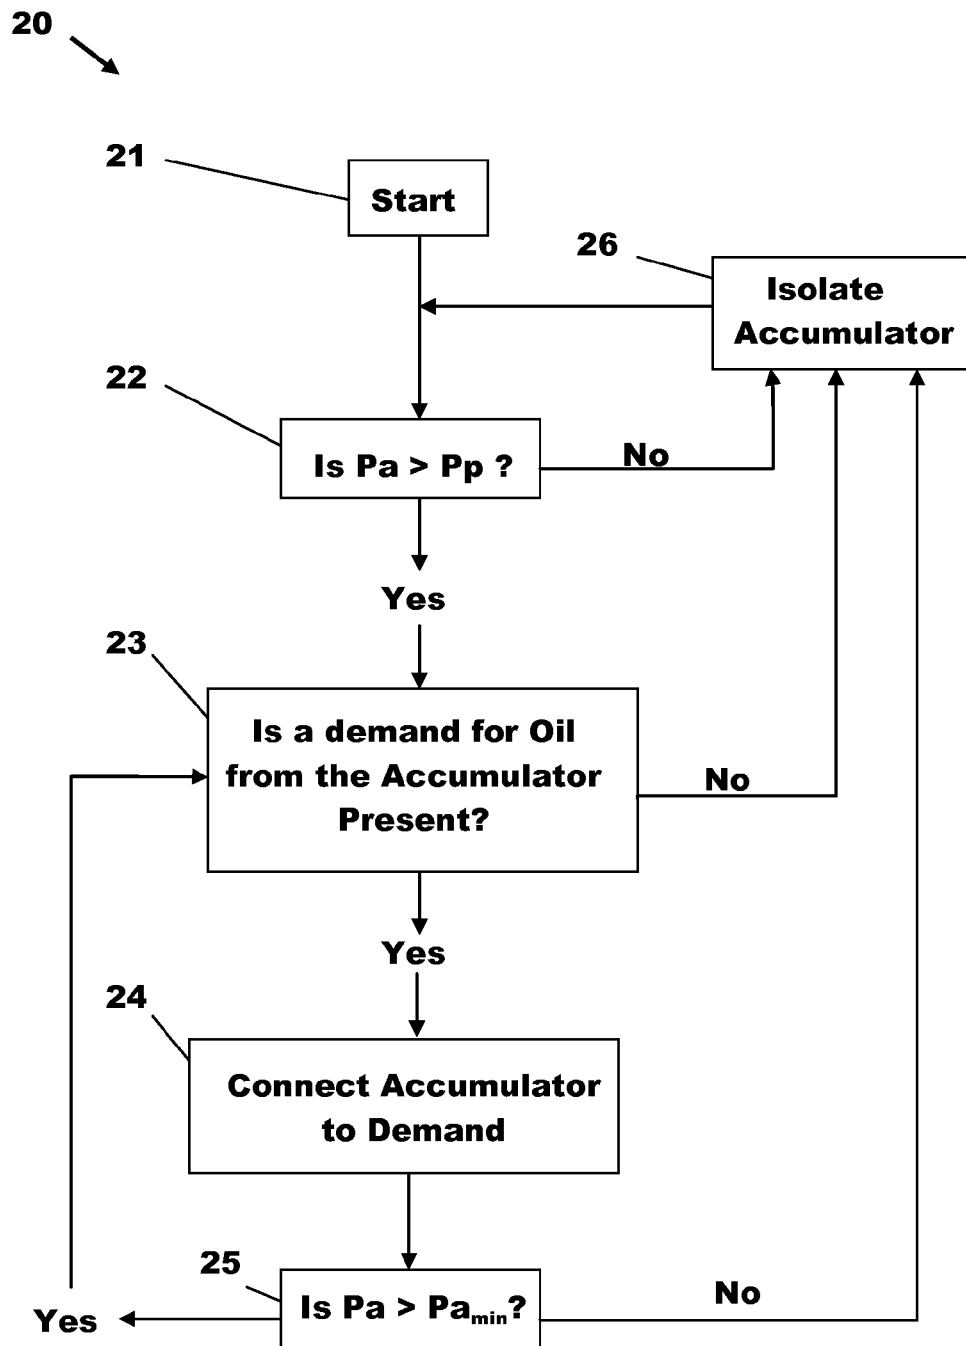 20
21
Start
26
Isolate
Accumulator
22
Is Pa > Pp ?
No
Yes
23
Is a demand for Oil
from the Accumulator
Present?
No
Yes
24
Connect Accumulator
to Demand
25
Is Pa > Pamin?
No
Yes